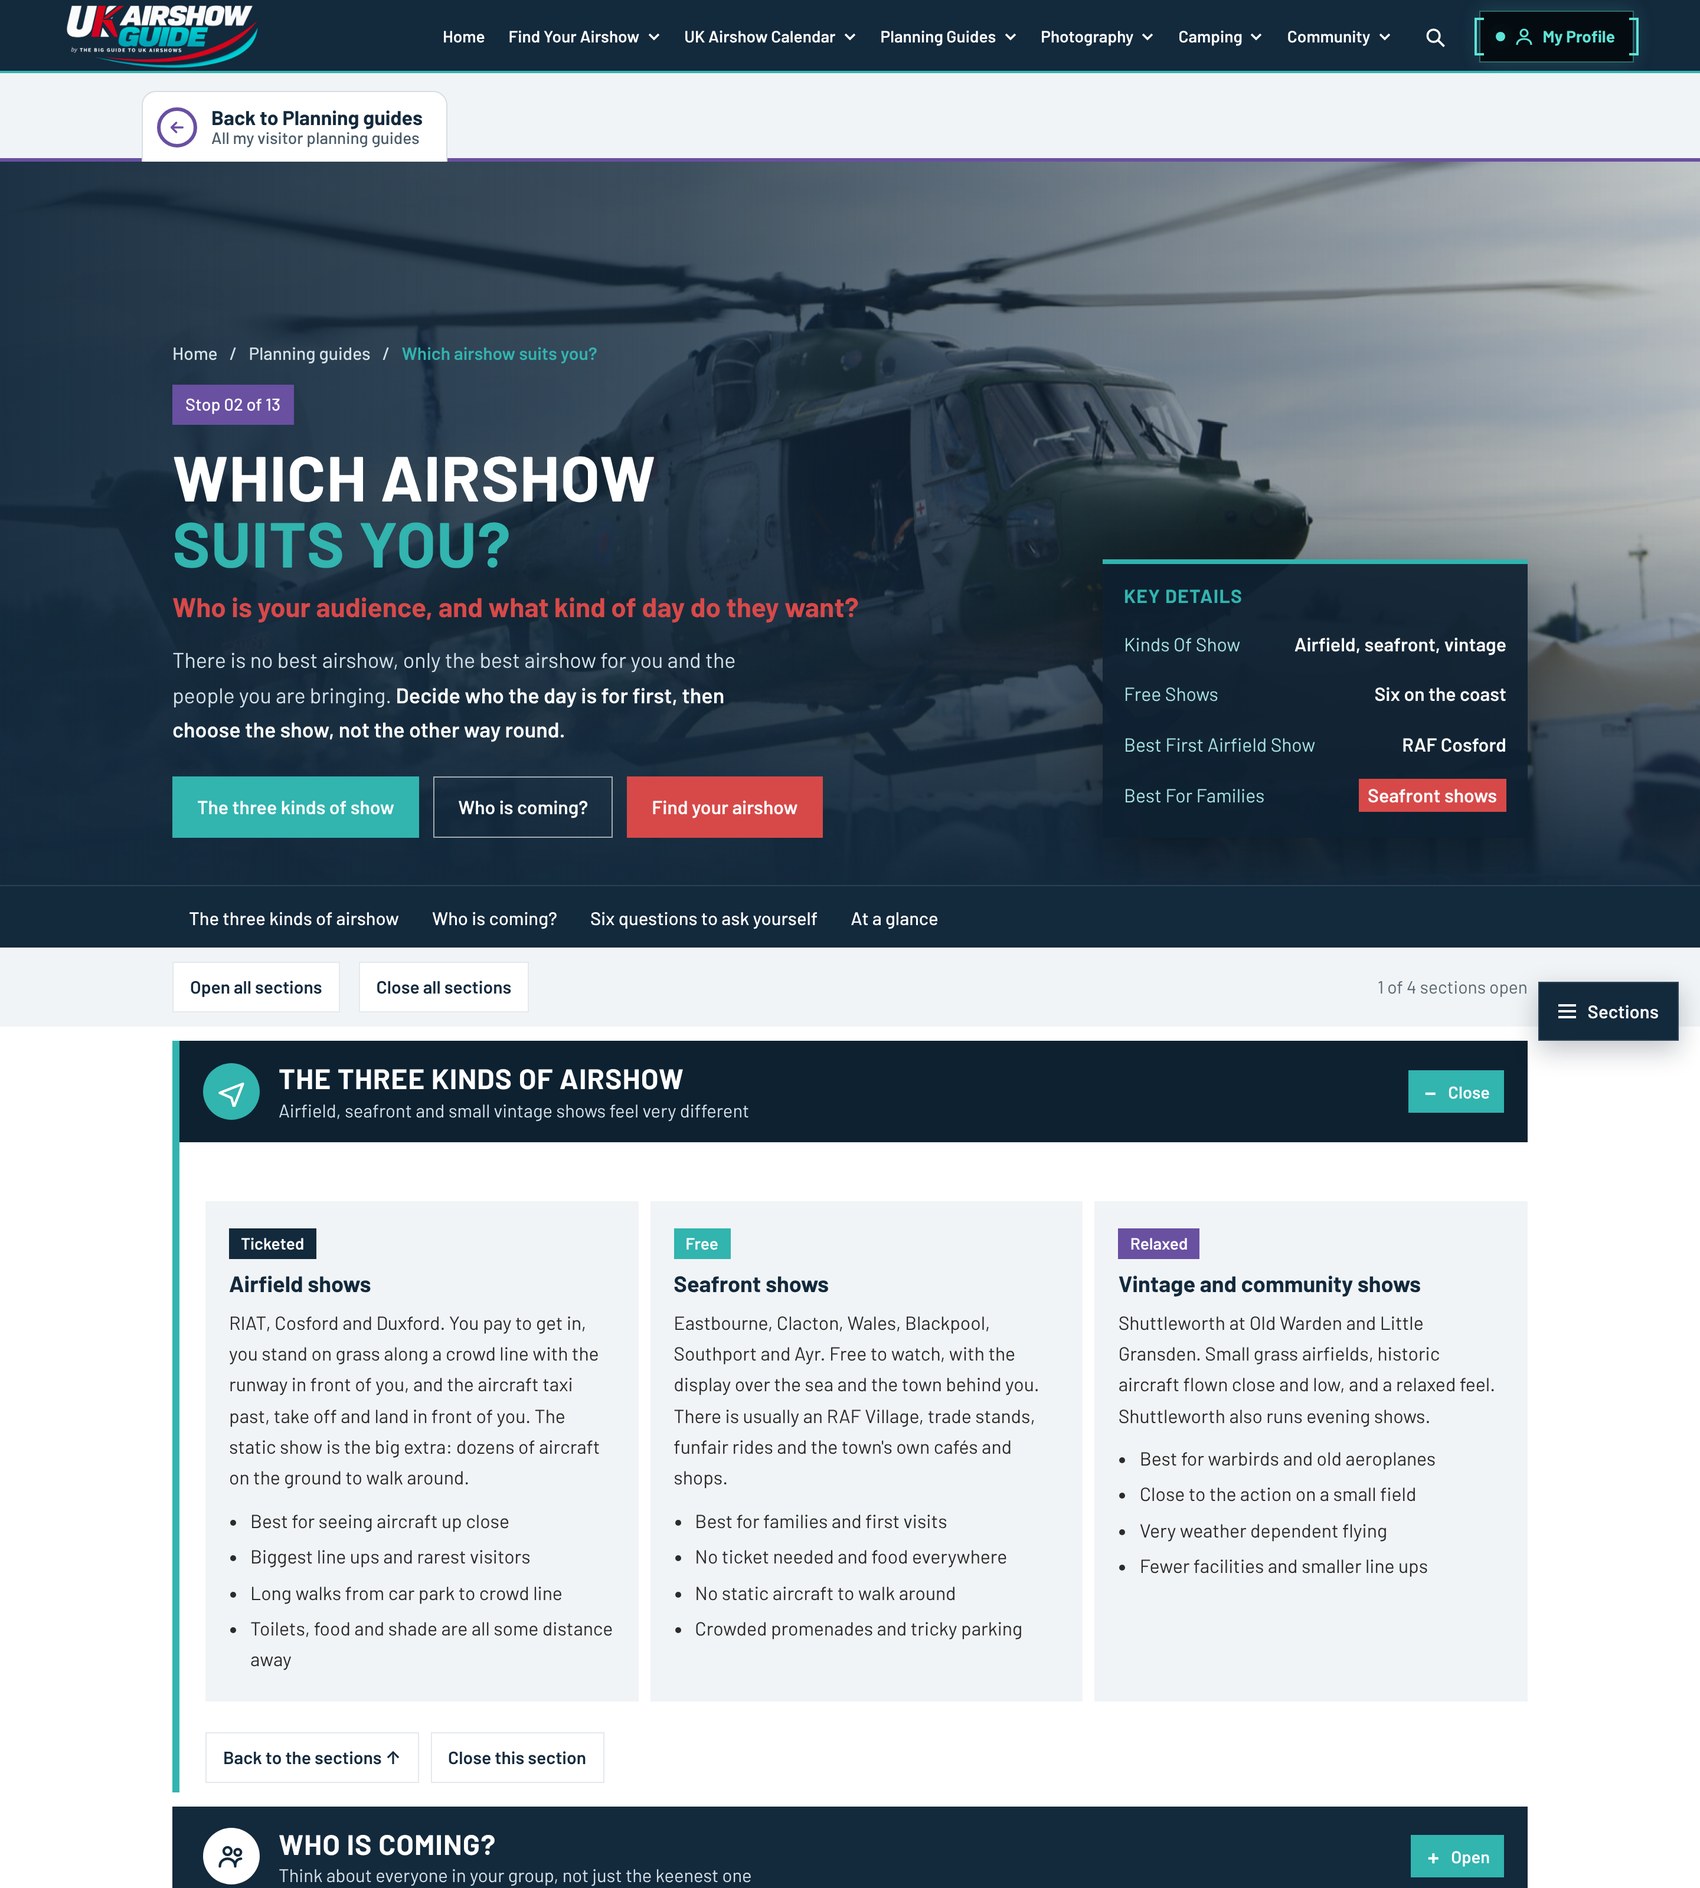 UK AIRSHOW
GUIDE
by THE BIG GUIDE TO UK AIRSHOWS
Home
Find Your Airshow
UK Airshow Calendar
Planning Guides
Photography
Camping
Community
My Profile
Back to Planning guides
All my visitor planning guides
Home / Planning guides / Which airshow suits you?
Stop 02 of 13
WHICH AIRSHOW
SUITS YOU?
Who is your audience, and what kind of day do they want?
There is no best airshow, only the best airshow for you and the
people you are bringing. Decide who the day is for first, then
choose the show, not the other way round.
The three kinds of show
Who is coming?
Find your airshow
KEY DETAILS
Kinds Of Show Airfield, seafront, vintage
Free Shows Six on the coast
Best First Airfield Show RAF Cosford
Best For Families Seafront shows
The three kinds of airshow
Who is coming?
Six questions to ask yourself
At a glance
Open all sections
Close all sections
1 of 4 sections open
Sections
THE THREE KINDS OF AIRSHOW
Airfield, seafront and small vintage shows feel very different
− Close
Ticketed
Airfield shows
RIAT, Cosford and Duxford. You pay to get in,
you stand on grass along a crowd line with the
runway in front of you, and the aircraft taxi
past, take off and land in front of you. The
static show is the big extra: dozens of aircraft
on the ground to walk around.
• Best for seeing aircraft up close
• Biggest line ups and rarest visitors
• Long walks from car park to crowd line
• Toilets, food and shade are all some distance
away
Free
Seafront shows
Eastbourne, Clacton, Wales, Blackpool,
Southport and Ayr. Free to watch, with the
display over the sea and the town behind you.
There is usually an RAF Village, trade stands,
funfair rides and the town's own cafés and
shops.
• Best for families and first visits
• No ticket needed and food everywhere
• No static aircraft to walk around
• Crowded promenades and tricky parking
Relaxed
Vintage and community shows
Shuttleworth at Old Warden and Little
Gransden. Small grass airfields, historic
aircraft flown close and low, and a relaxed feel.
Shuttleworth also runs evening shows.
• Best for warbirds and old aeroplanes
• Close to the action on a small field
• Very weather dependent flying
• Fewer facilities and smaller line ups
Back to the sections ↑
Close this section
WHO IS COMING?
Think about everyone in your group, not just the keenest one
+ Open